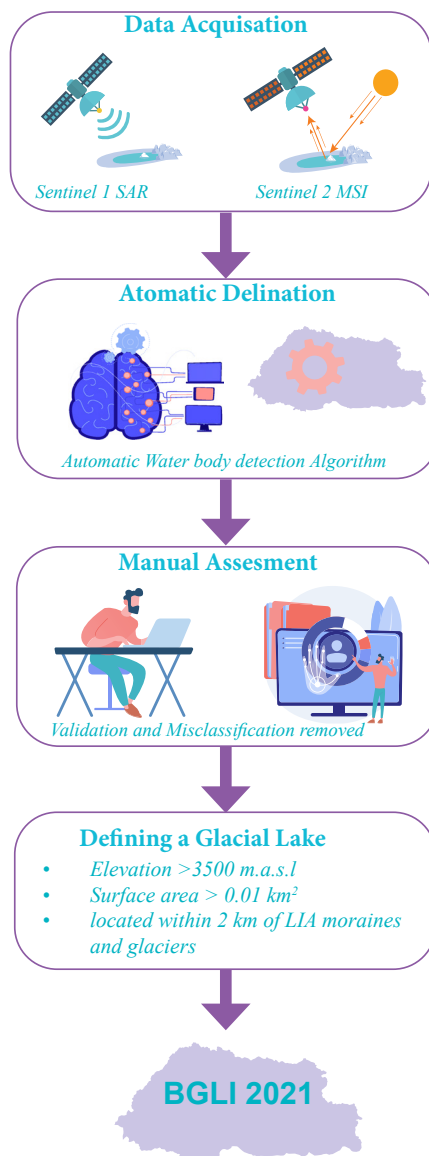 Data Acquisation
Sentinel 1 SAR
Sentinel 2 MSI
Atomatic Delination
Automatic Water body detection Algorithm
Manual Assesment
Validation and Misclassification removed
Defining a Glacial Lake
• Elevation >3500 m.a.s.l
• Surface area > 0.01 km²
• located within 2 km of LIA moraines
and glaciers
BGLI 2021